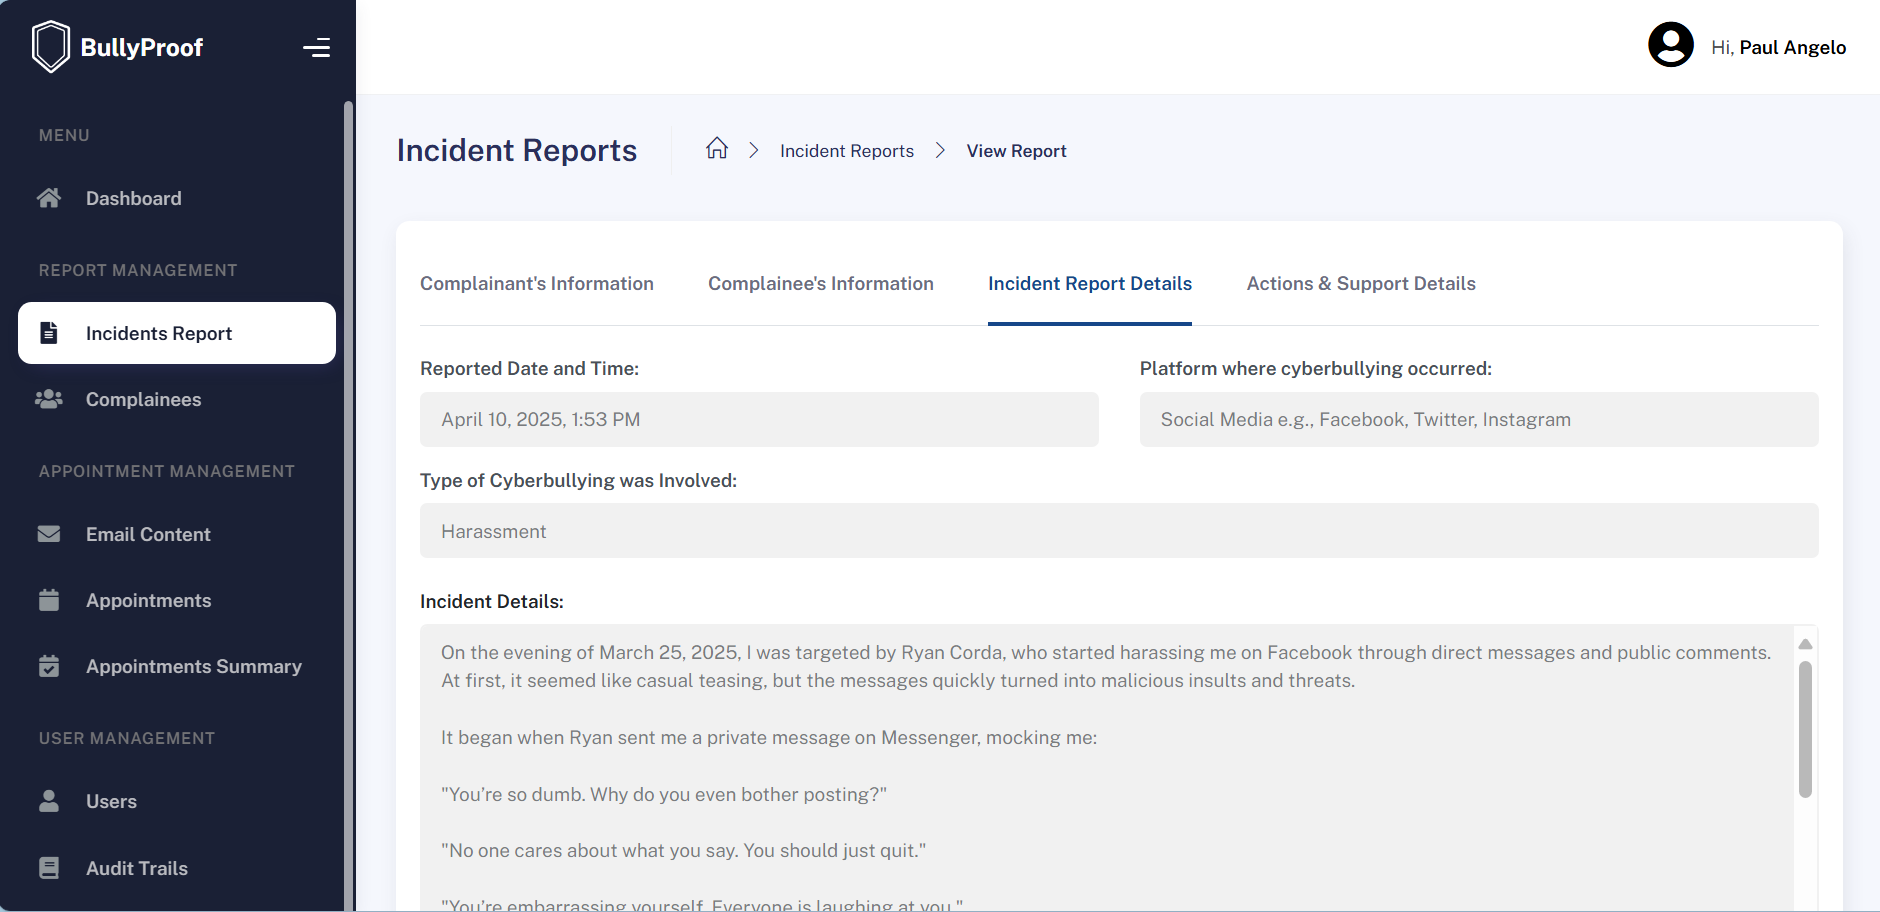 BullyProof
Hi, Paul Angelo
MENU
Dashboard
REPORT MANAGEMENT
Incidents Report
Complainees
APPOINTMENT MANAGEMENT
Email Content
Appointments
Appointments Summary
USER MANAGEMENT
Users
Audit Trails
Incident Reports
Incident Reports
View Report
Complainant's Information
Complainee's Information
Incident Report Details
Actions & Support Details
Reported Date and Time:
April 10, 2025, 1:53 PM
Platform where cyberbullying occurred:
Social Media e.g., Facebook, Twitter, Instagram
Type of Cyberbullying was Involved:
Harassment
Incident Details:
On the evening of March 25, 2025, I was targeted by Ryan Corda, who started harassing me on Facebook through direct messages and public comments.
At first, it seemed like casual teasing, but the messages quickly turned into malicious insults and threats.
It began when Ryan sent me a private message on Messenger, mocking me:
"You’re so dumb. Why do you even bother posting?"
"No one cares about what you say. You should just quit."
"You’re embarrassing yourself. Everyone is laughing at you."